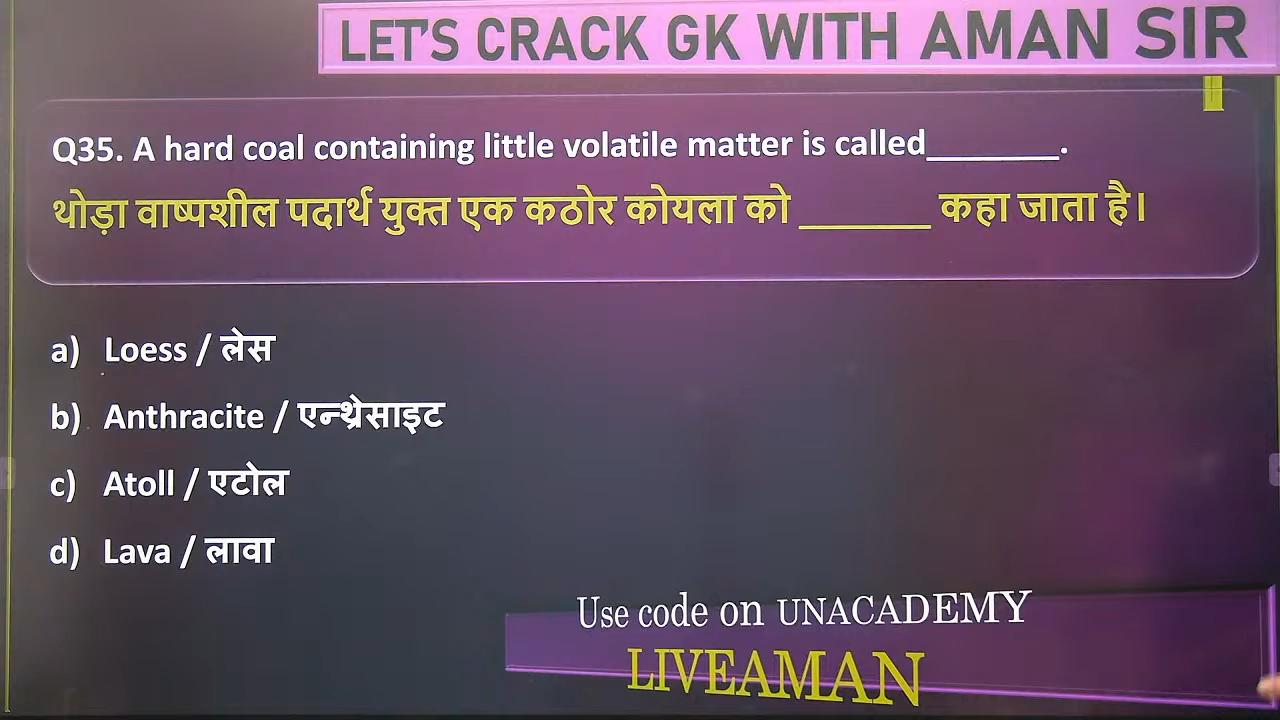 LET'S CRACK GK WITH AMAN SIR
Q35. A hard coal containing little volatile matter is called_______.
थोड़ा वाष्पशील पदार्थ युक्त एक कठोर कोयला को _______ कहा जाता है।
a) Loess / लेस
b) Anthracite / एन्थ्रेसाइट
c) Atoll / एटोल
d) Lava / लावा
Use code on UNACADEMY
LIVEAMAN